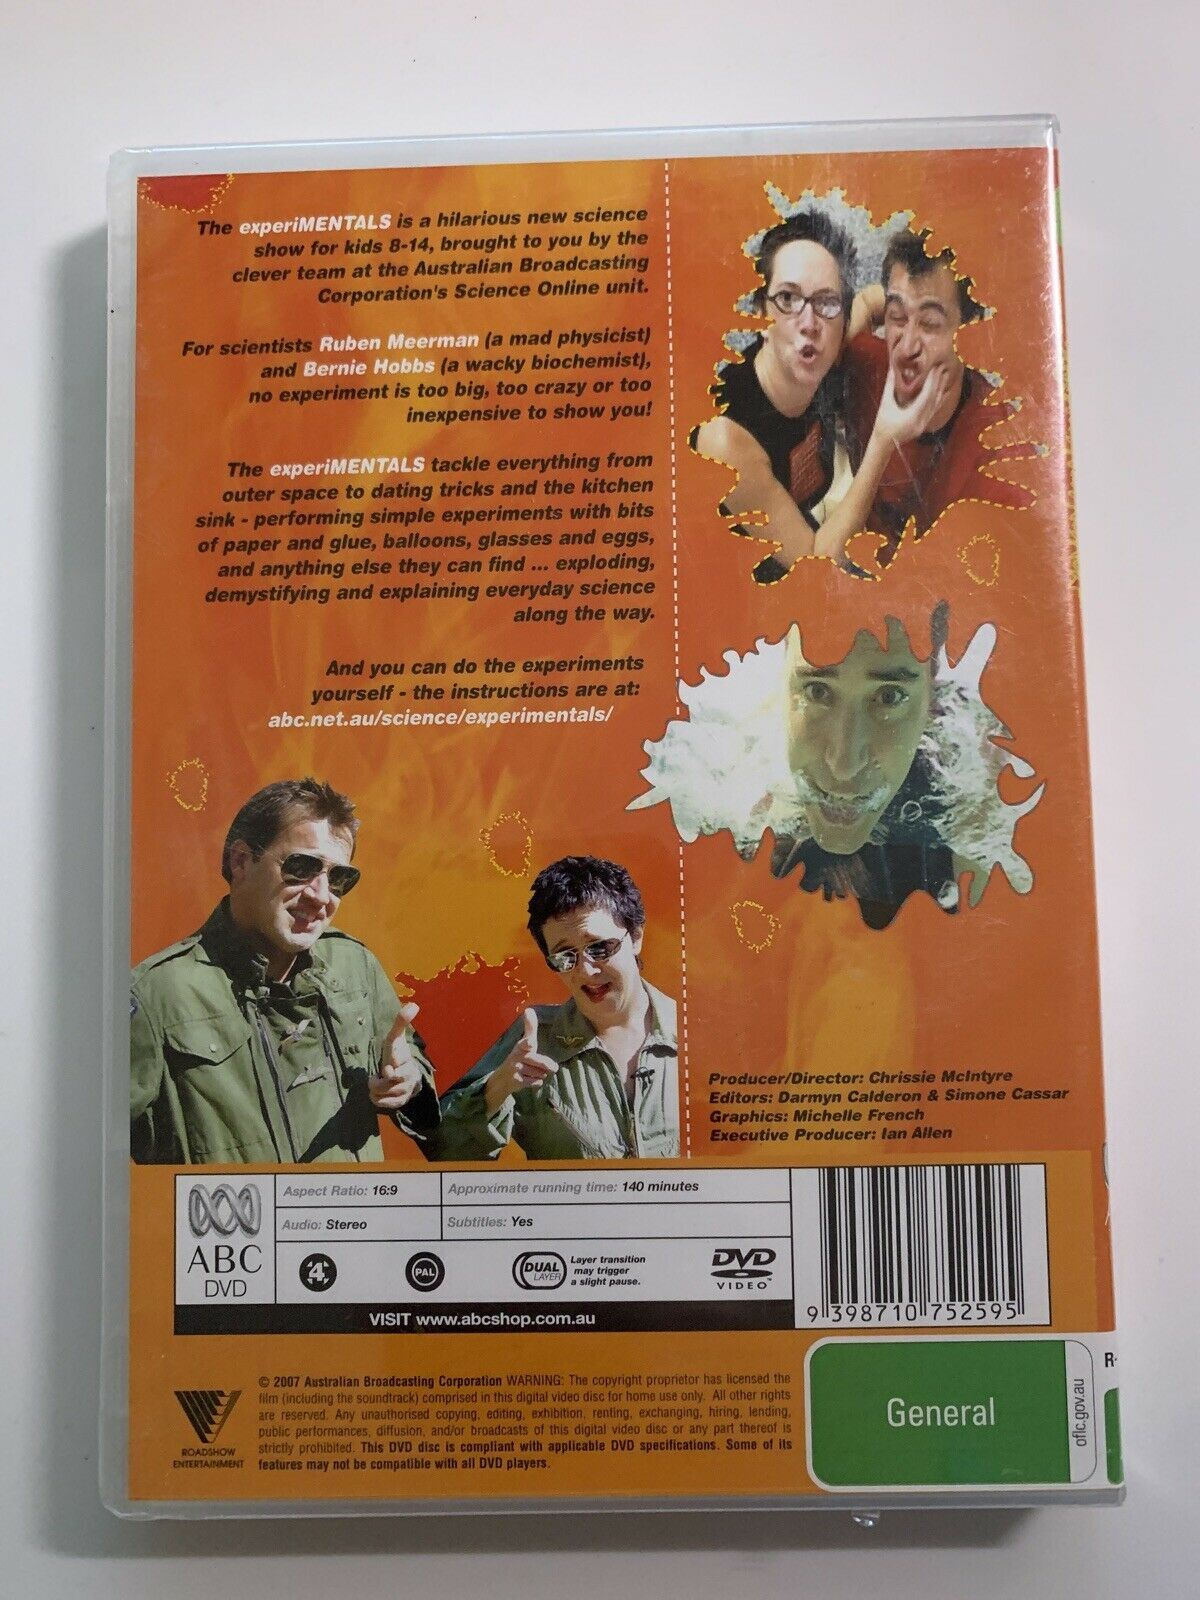 The experiMENTALS is a hilarious new science
show for kids 8-14, brought to you by the
clever team at the Australian Broadcasting
Corporation's Science Online unit.
For scientists Ruben Meerman (a mad physicist)
and Bernie Hobbs (a wacky biochemist),
no experiment is too big, too crazy or too
inexpensive to show you!
The experiMENTALS tackle everything from
outer space to dating tricks and the kitchen
sink - performing simple experiments with bits
of paper and glue, balloons, glasses and eggs,
and anything else they can find ... exploding,
demystifying and explaining everyday science
along the way.
And you can do the experiments
yourself - the instructions are at:
abc.net.au/science/experimentals/
Producer/Director: Chrissie McIntyre
Editors: Darmyn Calderon & Simone Cassar
Graphics: Michelle French
Executive Producer: Ian Allen
ABC
DVD
Aspect Ratio: 16:9
Approximate running time: 140 minutes
Audio: Stereo
Subtitles: Yes
4
PAL
DUAL
LAYER
Layer transition
may trigger
a slight pause.
DVD
VIDEO™
VISIT www.abcshop.com.au
9 398710 752595
ROADSHOW
ENTERTAINMENT
© 2007 Australian Broadcasting Corporation WARNING: The copyright proprietor has licensed the
film (including the soundtrack) comprised in this digital video disc for home use only. All other rights
are reserved. Any unauthorised copying, editing, exhibition, renting, exchanging, hiring, lending,
public performances, diffusion, and/or broadcasts of this digital video disc or any part thereof is
strictly prohibited. This DVD disc is compliant with applicable DVD specifications. Some of its
features may not be compatible with all DVD players.
General
oflc.gov.au
R-